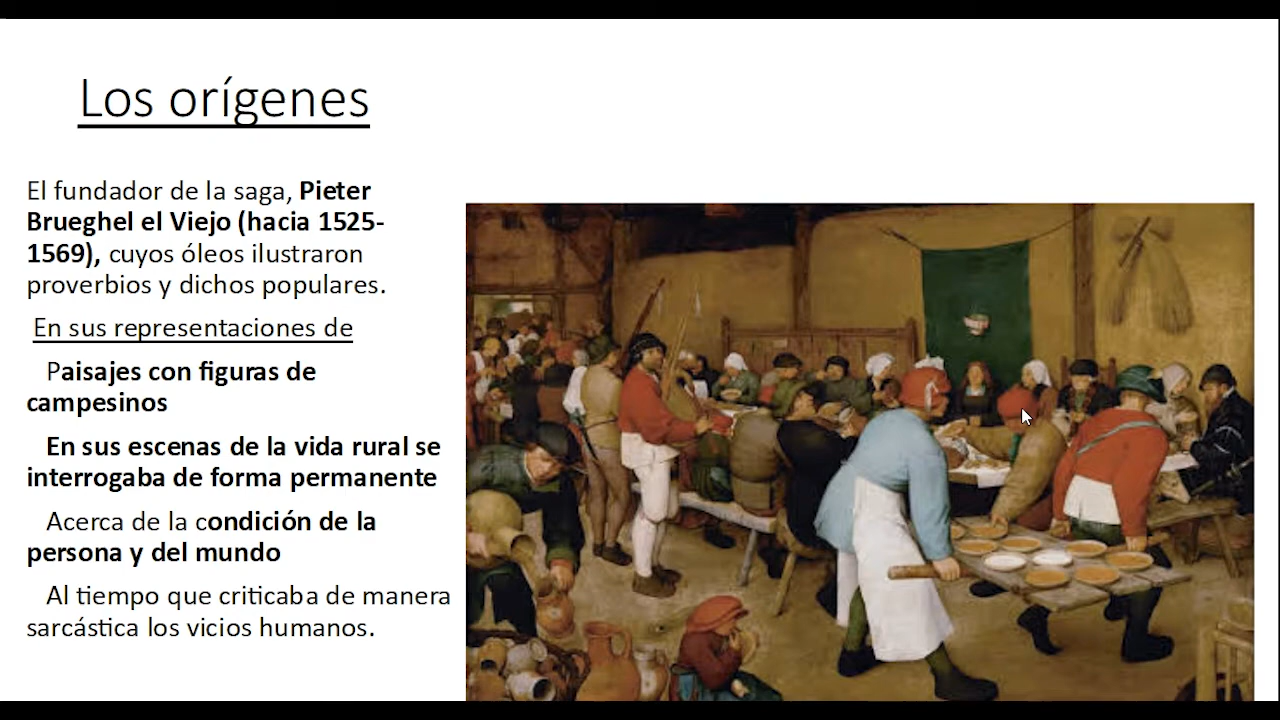 Los orígenes
El fundador de la saga, Pieter
Brueghel el Viejo (hacia 1525-
1569), cuyos óleos ilustraron
proverbios y dichos populares.
En sus representaciones de
Paisajes con figuras de
campesinos
En sus escenas de la vida rural se
interrogaba de forma permanente
Acerca de la condición de la
persona y del mundo
Al tiempo que criticaba de manera
sarcástica los vicios humanos.